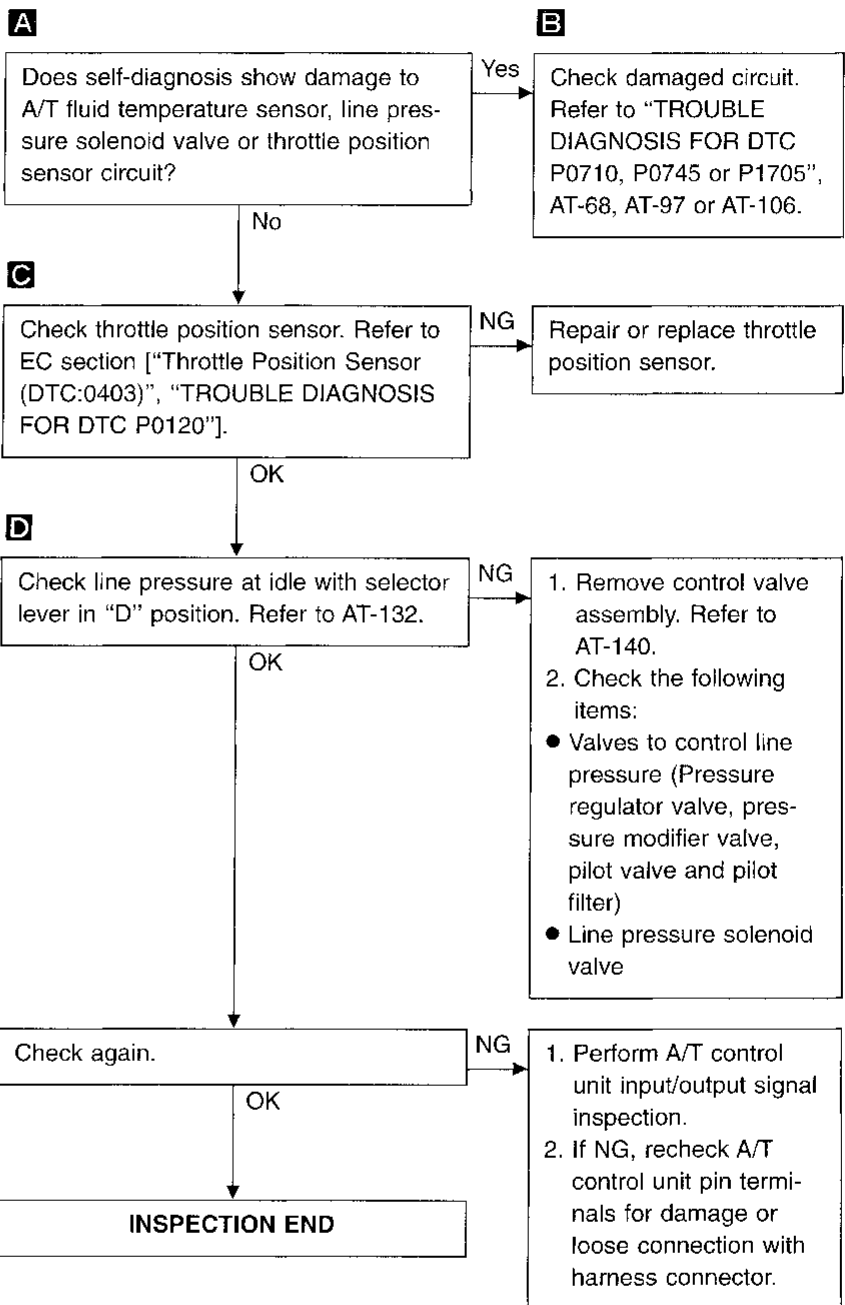 A
Does self-diagnosis show damage to
A/T fluid temperature sensor, line pres-
sure solenoid valve or throttle position
sensor circuit?
Yes
B
Check damaged circuit.
Refer to “TROUBLE
DIAGNOSIS FOR DTC
P0710, P0745 or P1705”,
AT-68, AT-97 or AT-106.
No
C
Check throttle position sensor. Refer to
EC section [“Throttle Position Sensor
(DTC:0403)”, “TROUBLE DIAGNOSIS
FOR DTC P0120”].
NG
Repair or replace throttle
position sensor.
OK
D
Check line pressure at idle with selector
lever in “D” position. Refer to AT-132.
NG
1. Remove control valve
assembly. Refer to
AT-140.
2. Check the following
items:
● Valves to control line
pressure (Pressure
regulator valve, pres-
sure modifier valve,
pilot valve and pilot
filter)
● Line pressure solenoid
valve
OK
Check again.
NG
1. Perform A/T control
unit input/output signal
inspection.
2. If NG, recheck A/T
control unit pin termi-
nals for damage or
loose connection with
harness connector.
OK
INSPECTION END